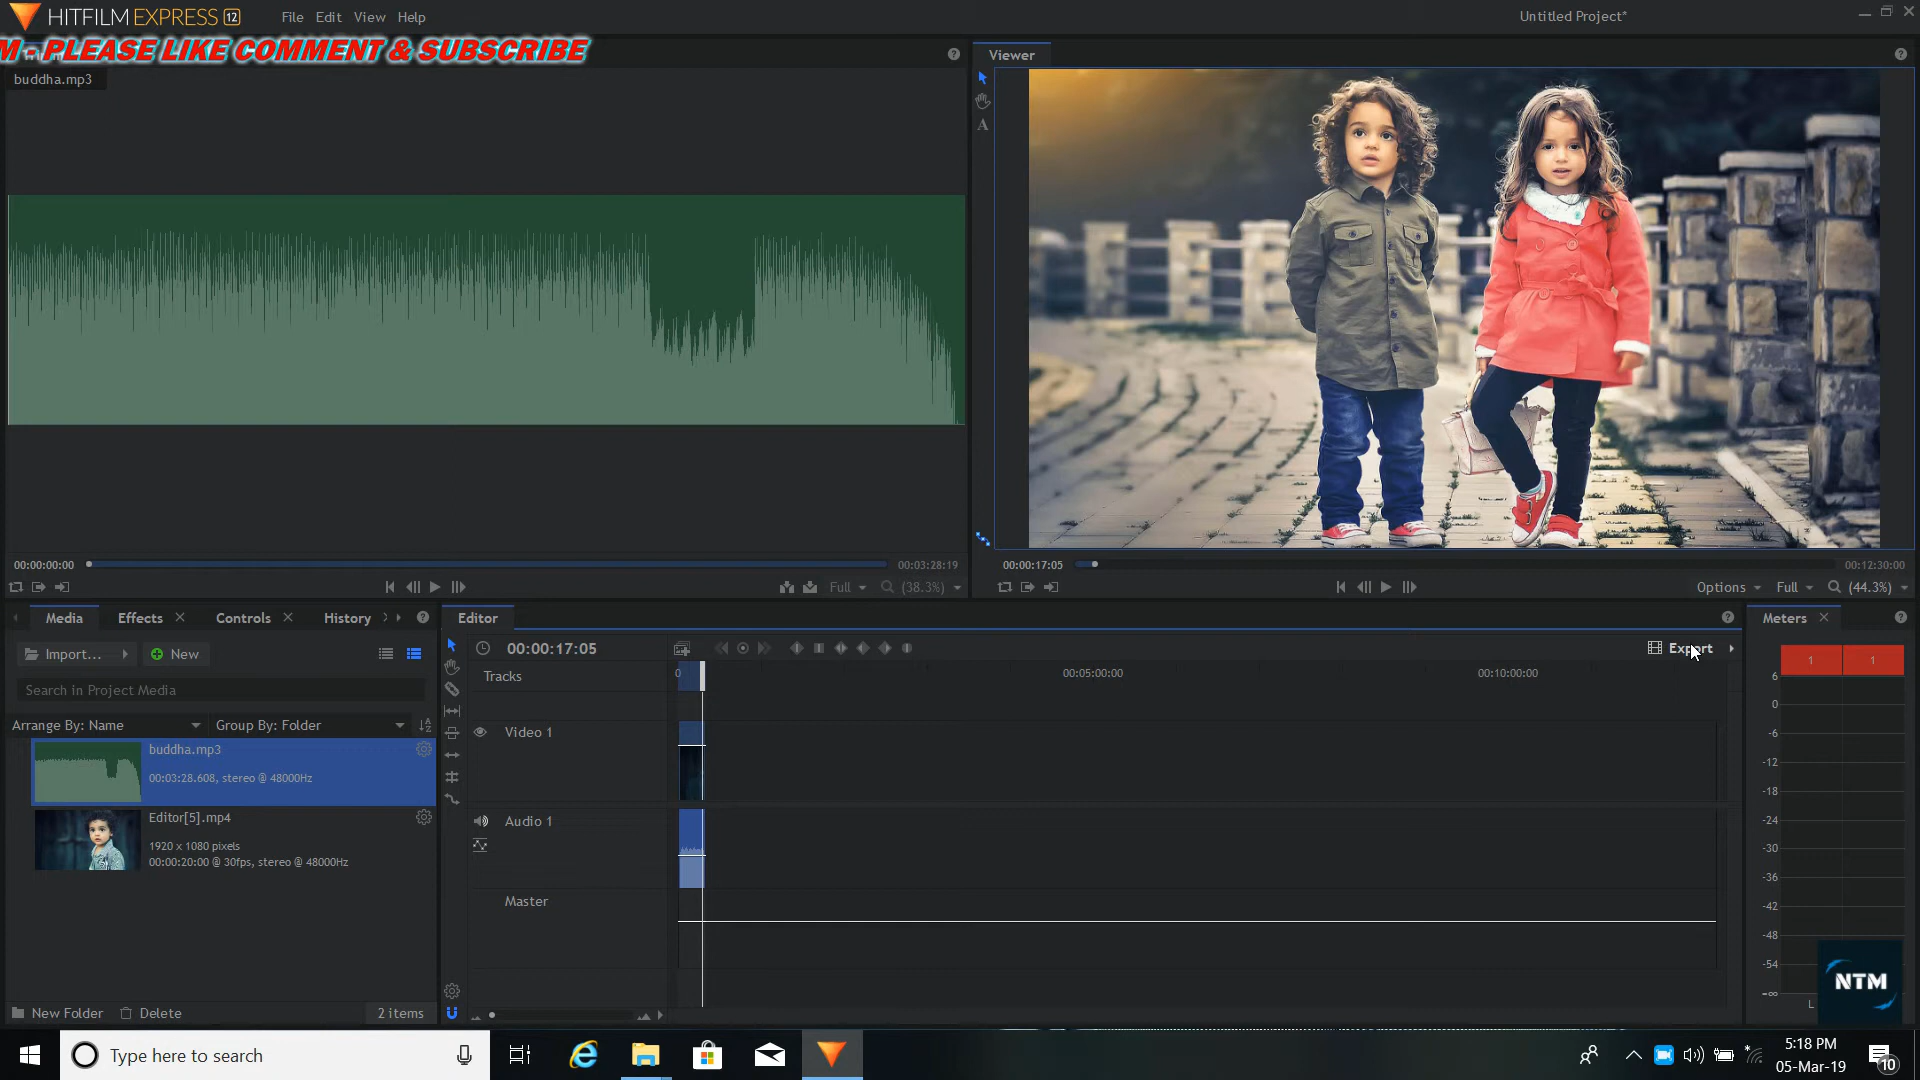 HITFILM EXPRESS 12
File Edit View Help
Untitled Project*
M - PLEASE LIKE COMMENT & SUBSCRIBE
Viewer
buddha.mp3
A
00:00:00:00
00:03:28:19
Full
(38.3%)
00:00:17:05
00:12:30:00
Options
Full
(44.3%)
Media
Effects
Controls
History
Editor
Meters
Import...
New
00:00:17:05
Export
1
1
Search in Project Media
Tracks
0
00:05:00:00
00:10:00:00
Arrange By: Name
Group By: Folder
Video 1
buddha.mp3
00:03:28.608, stereo @ 48000Hz
Editor[5].mp4
1920 x 1080 pixels
00:00:20:00 @ 30fps, stereo @ 48000Hz
Audio 1
Master
6
0
-6
-12
-18
-24
-30
-36
-42
-48
-54
-∞
L
NTM
New Folder
Delete
2 items
Type here to search
5:18 PM
05-Mar-19
10